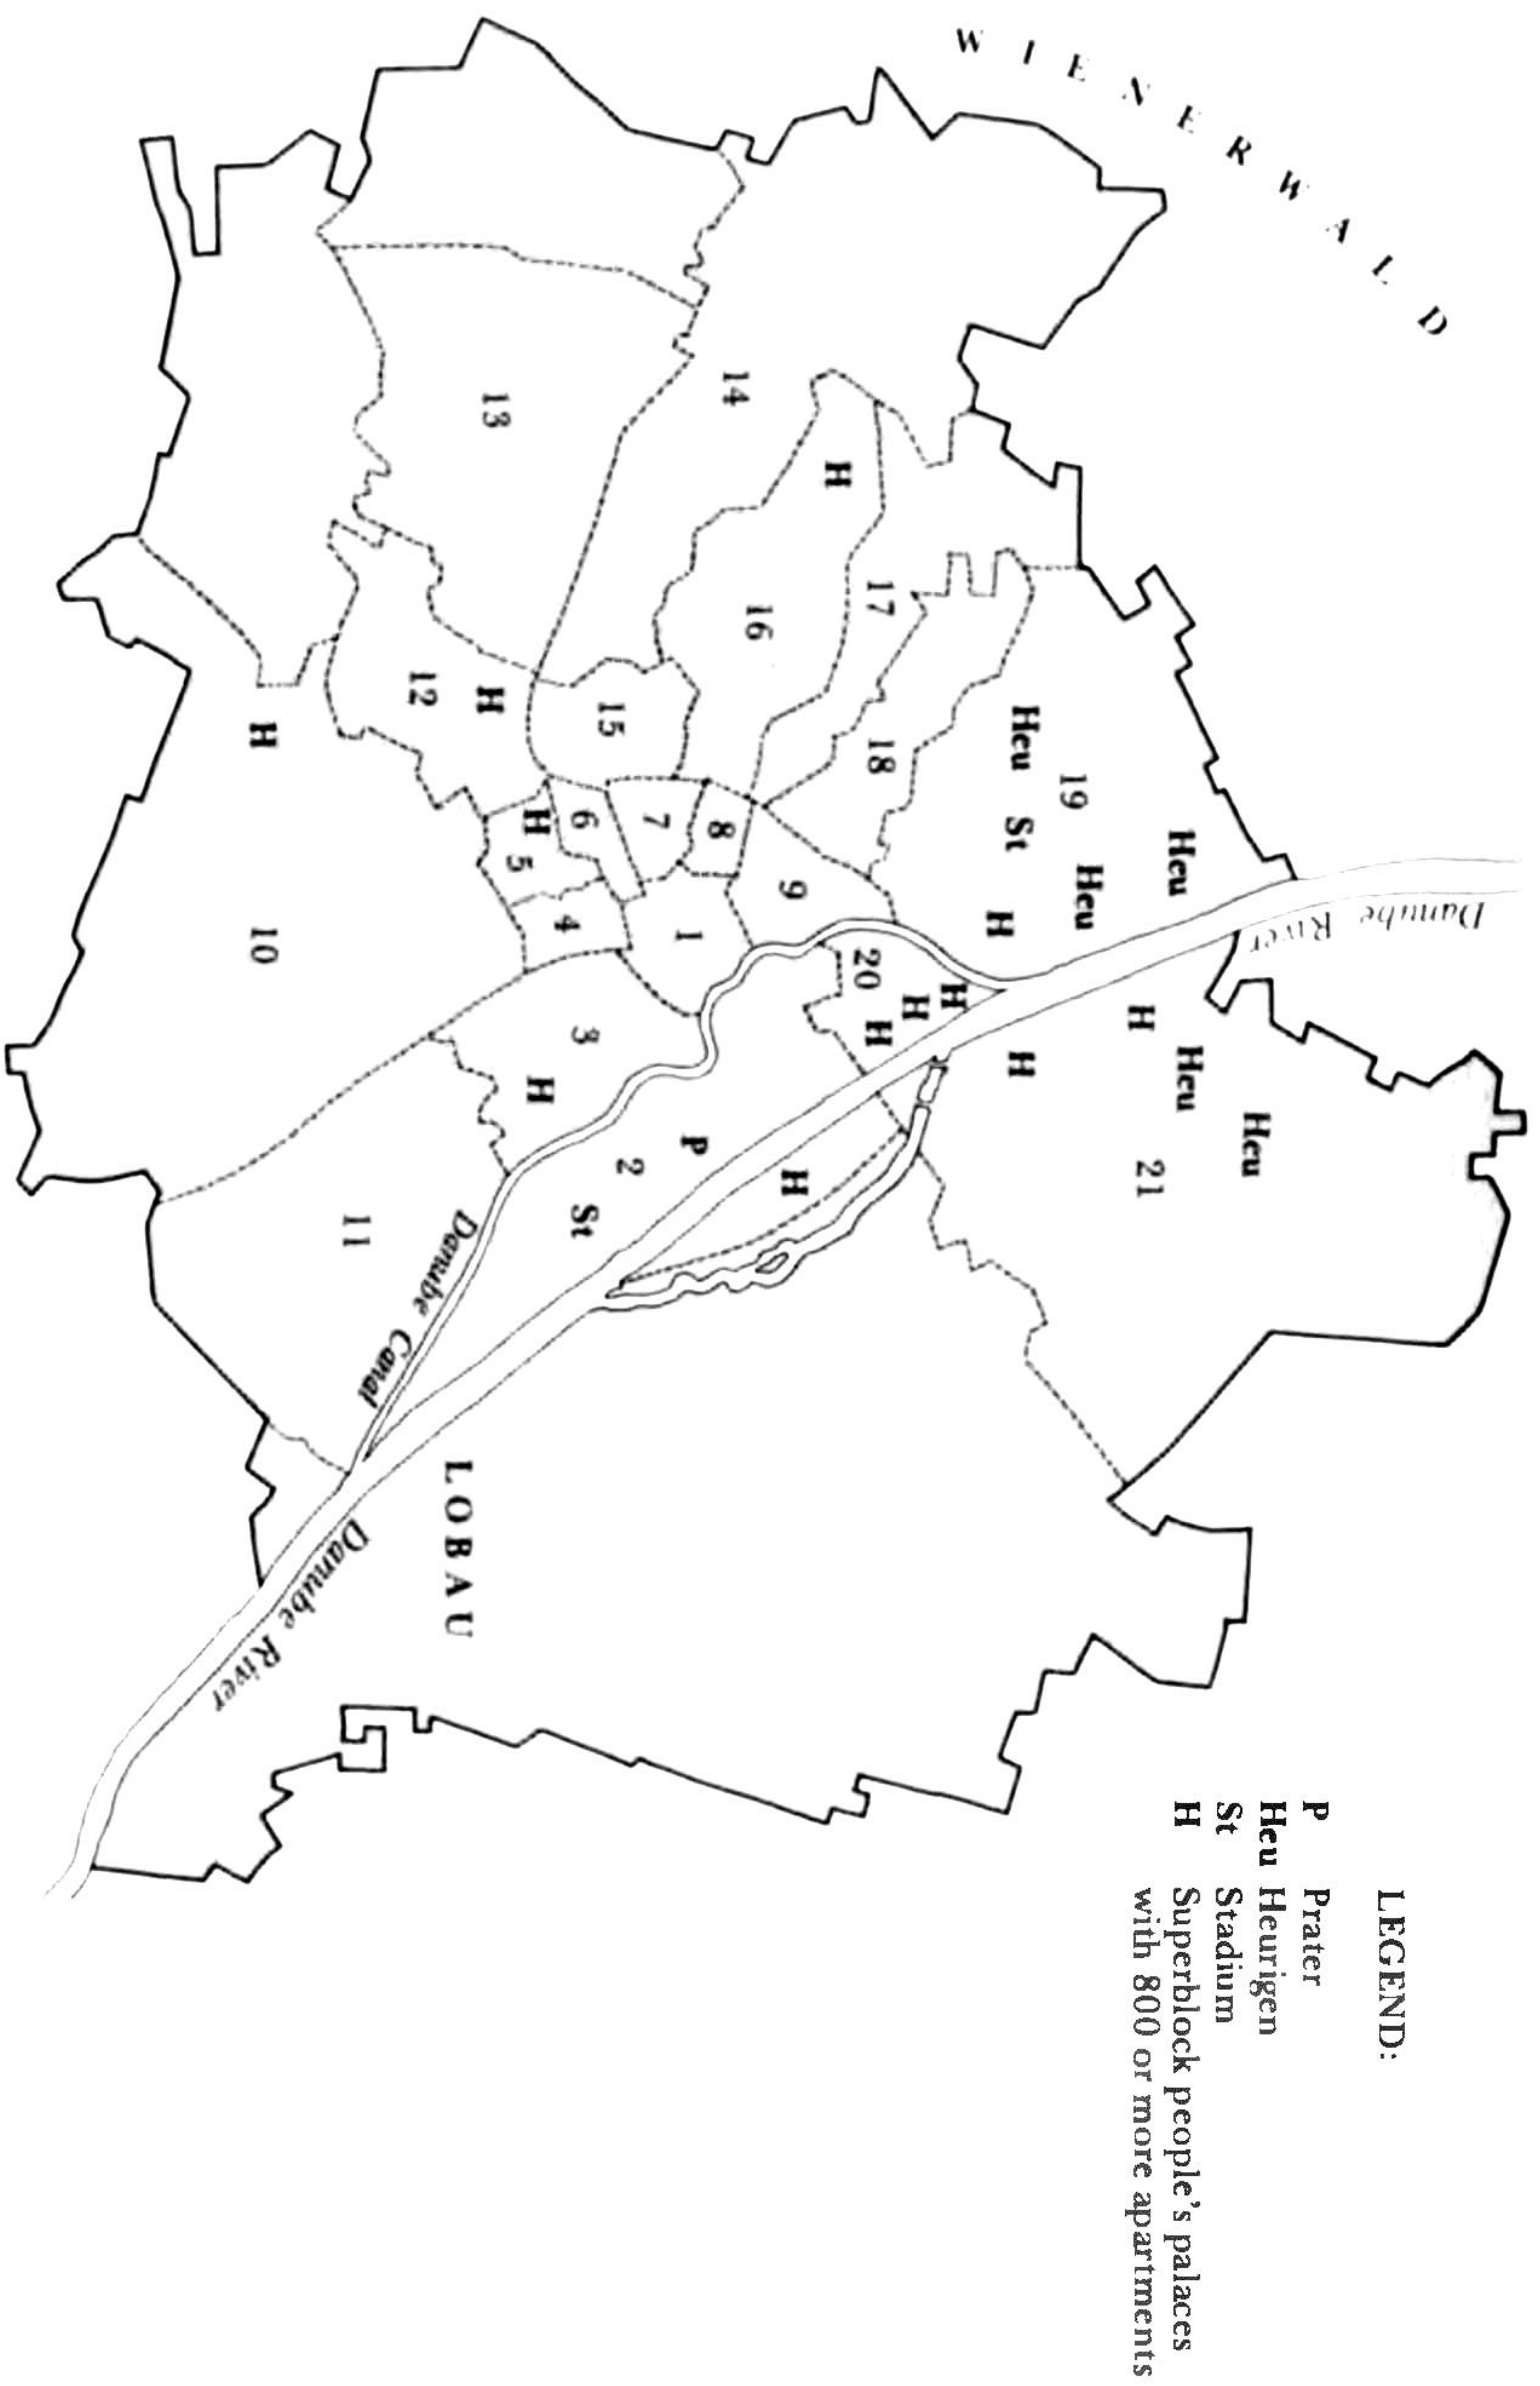 WIENERWALD
Danube River
Heu
Heu
21
H
Heu
19
Heu
H
Heu
St
H
H
H
H
20
H
18
17
14
H
16
9
H
8
7
1
P
2
St
15
6
H
5
4
3
H
13
H
12
10
H
11
Danube Canal
LOBAU
Danube River
LEGEND:
P Prater
Heu Heurigen
St Stadium
H Superblock people's palaces
with 800 or more apartments